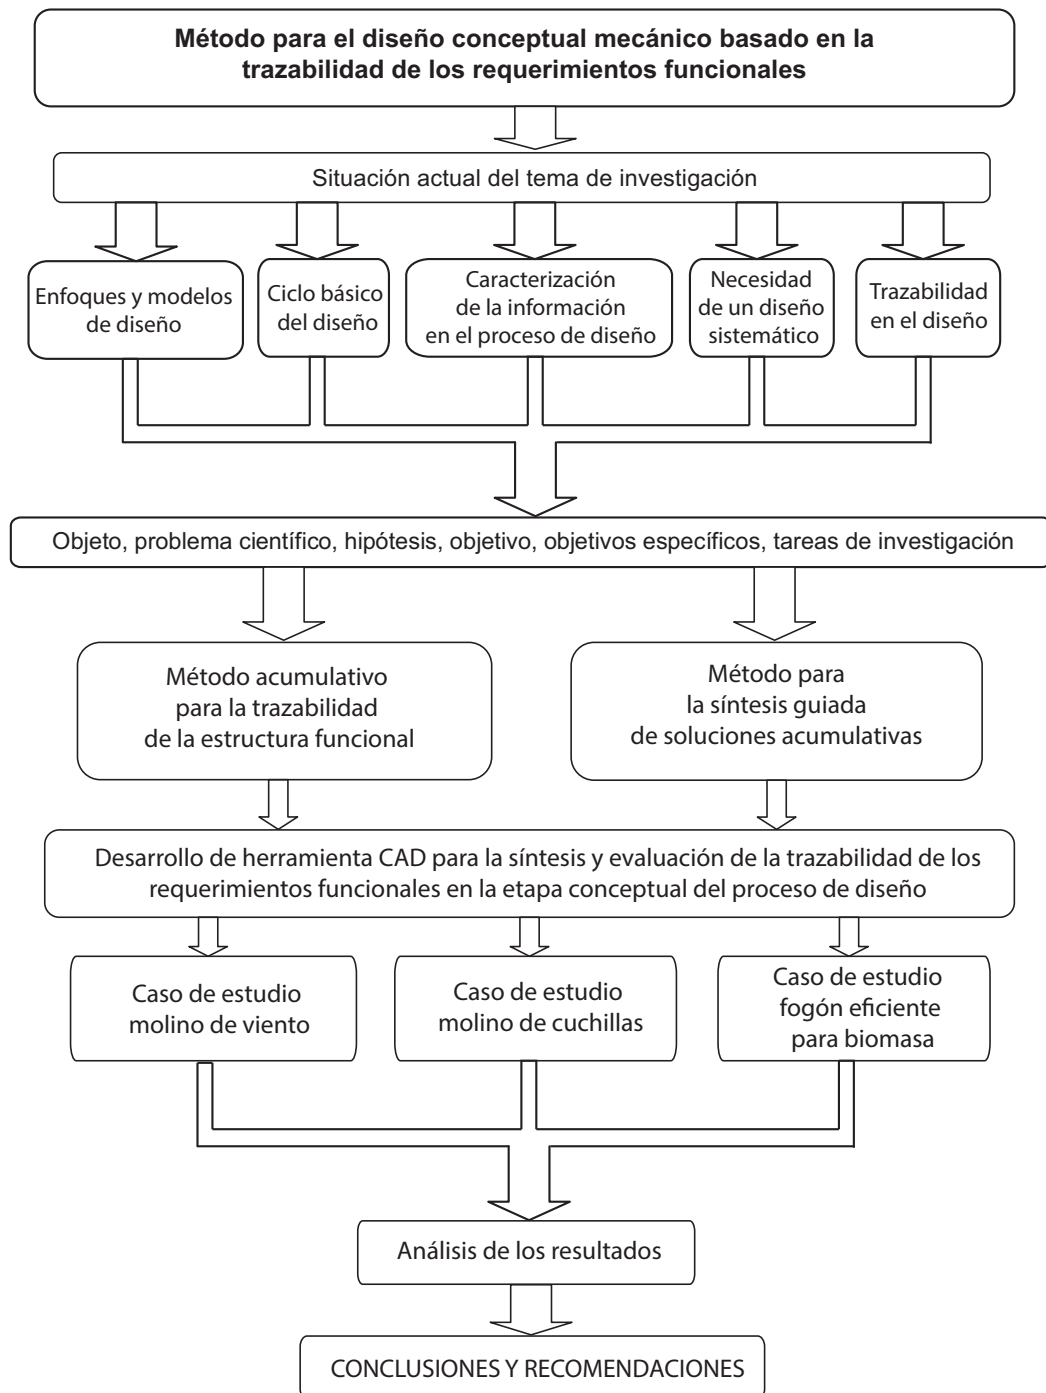 Método para el diseño conceptual mecánico basado en la
trazabilidad de los requerimientos funcionales
Situación actual del tema de investigación
Enfoques y modelos
de diseño
Ciclo básico
del diseño
Caracterización
de la información
en el proceso de diseño
Necesidad
de un diseño
sistemático
Trazabilidad
en el diseño
Objeto, problema científico, hipótesis, objetivo, objetivos específicos, tareas de investigación
Método acumulativo
para la trazabilidad
de la estructura funcional
Método para
la síntesis guiada
de soluciones acumulativas
Desarrollo de herramienta CAD para la síntesis y evaluación de la trazabilidad de los
requerimientos funcionales en la etapa conceptual del proceso de diseño
Caso de estudio
molino de viento
Caso de estudio
molino de cuchillas
Caso de estudio
fogón eficiente
para biomasa
Análisis de los resultados
CONCLUSIONES Y RECOMENDACIONES